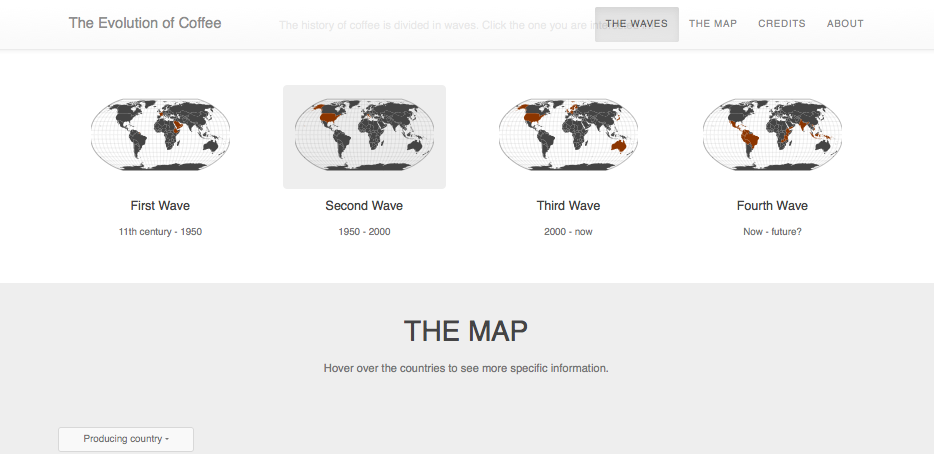 The Evolution of Coffee
The history of coffee is divided in waves. Click the one you are inte
THE WAVES
THE MAP
CREDITS
ABOUT
First Wave
Second Wave
Third Wave
Fourth Wave
11th century - 1950
1950 - 2000
2000 - now
Now - future?
THE MAP
Hover over the countries to see more specific information.
Producing country